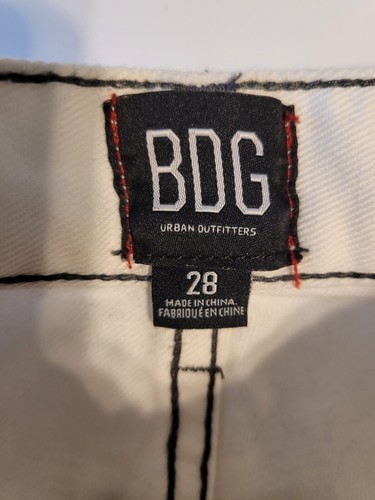 BDG
URBAN OUTFITTERS
28
MADE IN CHINA.
FABRIQUÉ EN CHINE